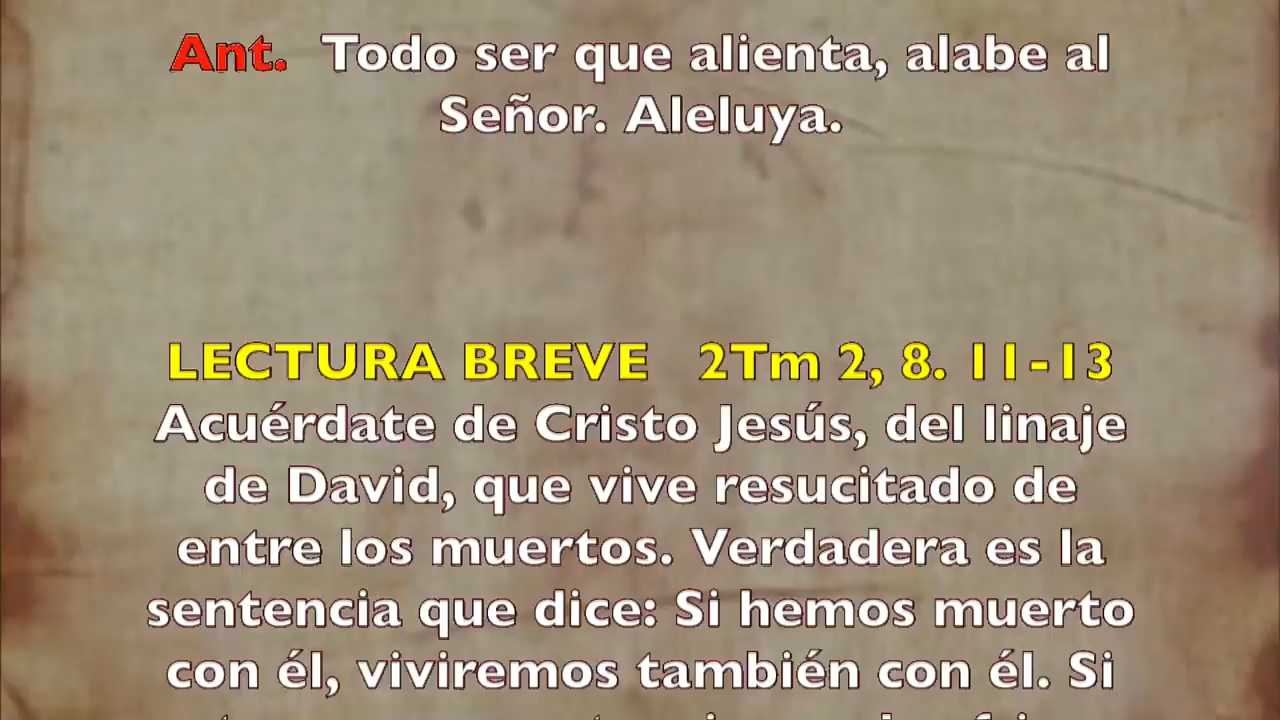 Ant. Todo ser que alienta, alabe al
Señor. Aleluya.
LECTURA BREVE 2Tm 2, 8. 11-13
Acuérdate de Cristo Jesús, del linaje
de David, que vive resucitado de
entre los muertos. Verdadera es la
sentencia que dice: Si hemos muerto
con él, viviremos también con él. Si